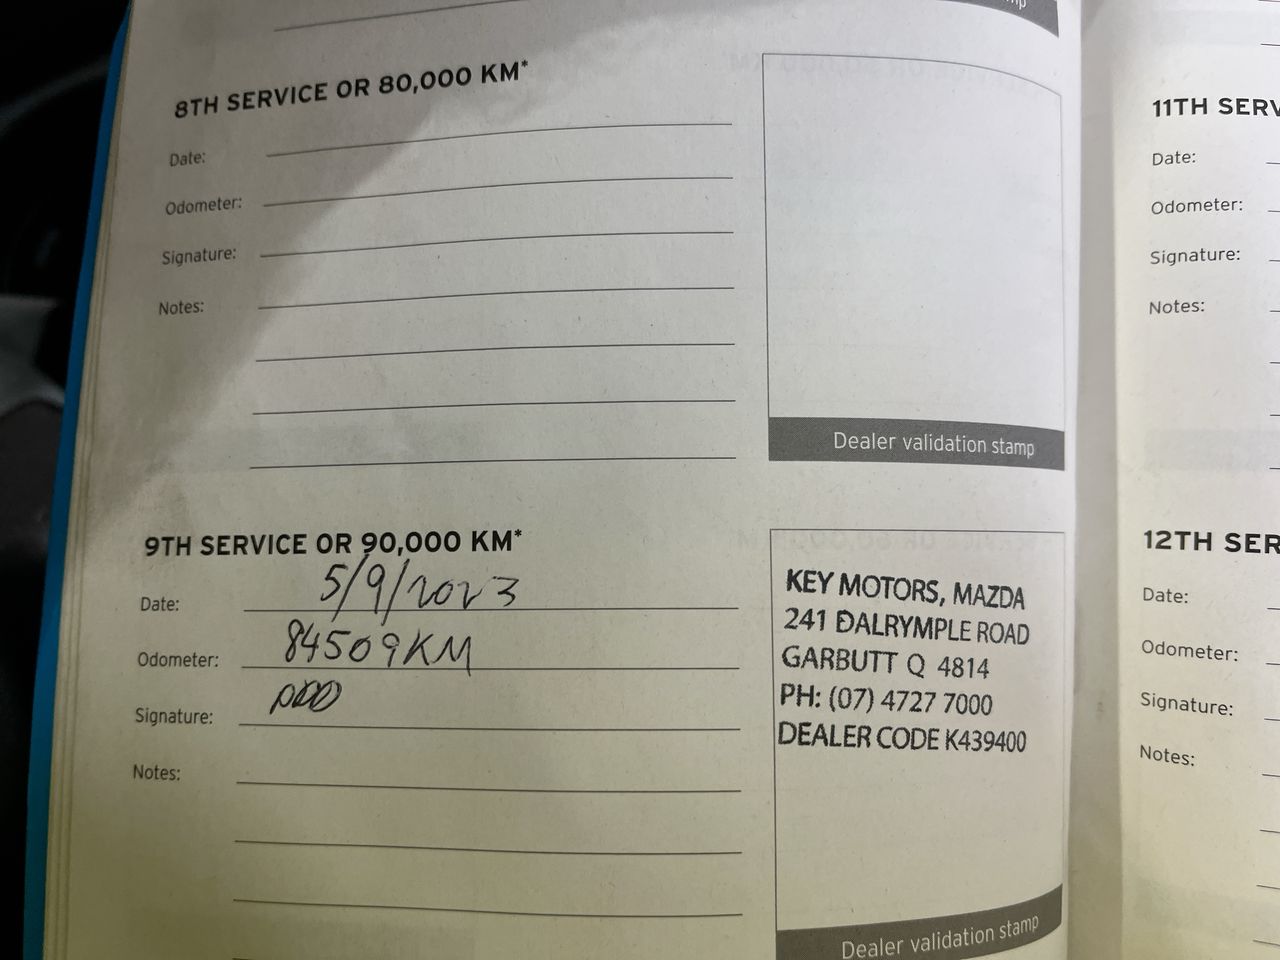 8TH SERVICE OR 80,000 KM*
Date:
Odometer:
Signature:
Notes:
Dealer validation stamp
9TH SERVICE OR 90,000 KM*
Date: 5/9/2023
Odometer: 84509KM
Signature:
Notes:
KEY MOTORS, MAZDA
241 DALRYMPLE ROAD
GARBUTT Q 4814
PH: (07) 4727 7000
DEALER CODE K439400
Dealer validation stamp
11TH SERV
Date:
Odometer:
Signature:
Notes:
12TH SER
Date:
Odometer:
Signature:
Notes: